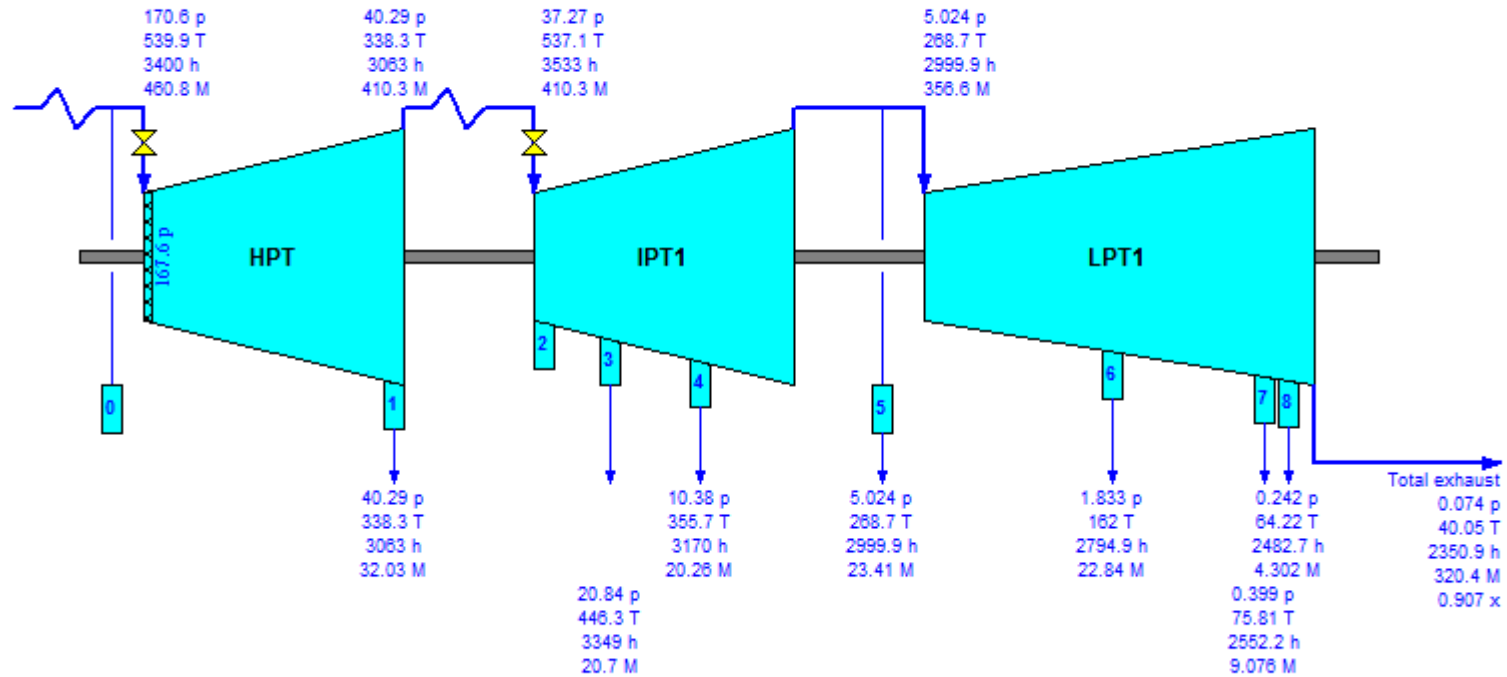 170.6 p
539.9 T
3400 h
460.8 M
40.29 p
338.3 T
3063 h
410.3 M
37.27 p
537.1 T
3533 h
410.3 M
5.024 p
268.7 T
2999.9 h
356.6 M
167.6 p
HPT
IPT1
LPT1
0
1
2
3
4
5
6
7
8
40.29 p
338.3 T
3063 h
32.03 M
20.84 p
446.3 T
3349 h
20.7 M
10.38 p
355.7 T
3170 h
20.26 M
5.024 p
268.7 T
2999.9 h
23.41 M
1.833 p
162 T
2794.9 h
22.84 M
0.242 p
64.22 T
2482.7 h
4.302 M
0.399 p
75.81 T
2552.2 h
9.076 M
Total exhaust
0.074 p
40.05 T
2350.9 h
320.4 M
0.907 x